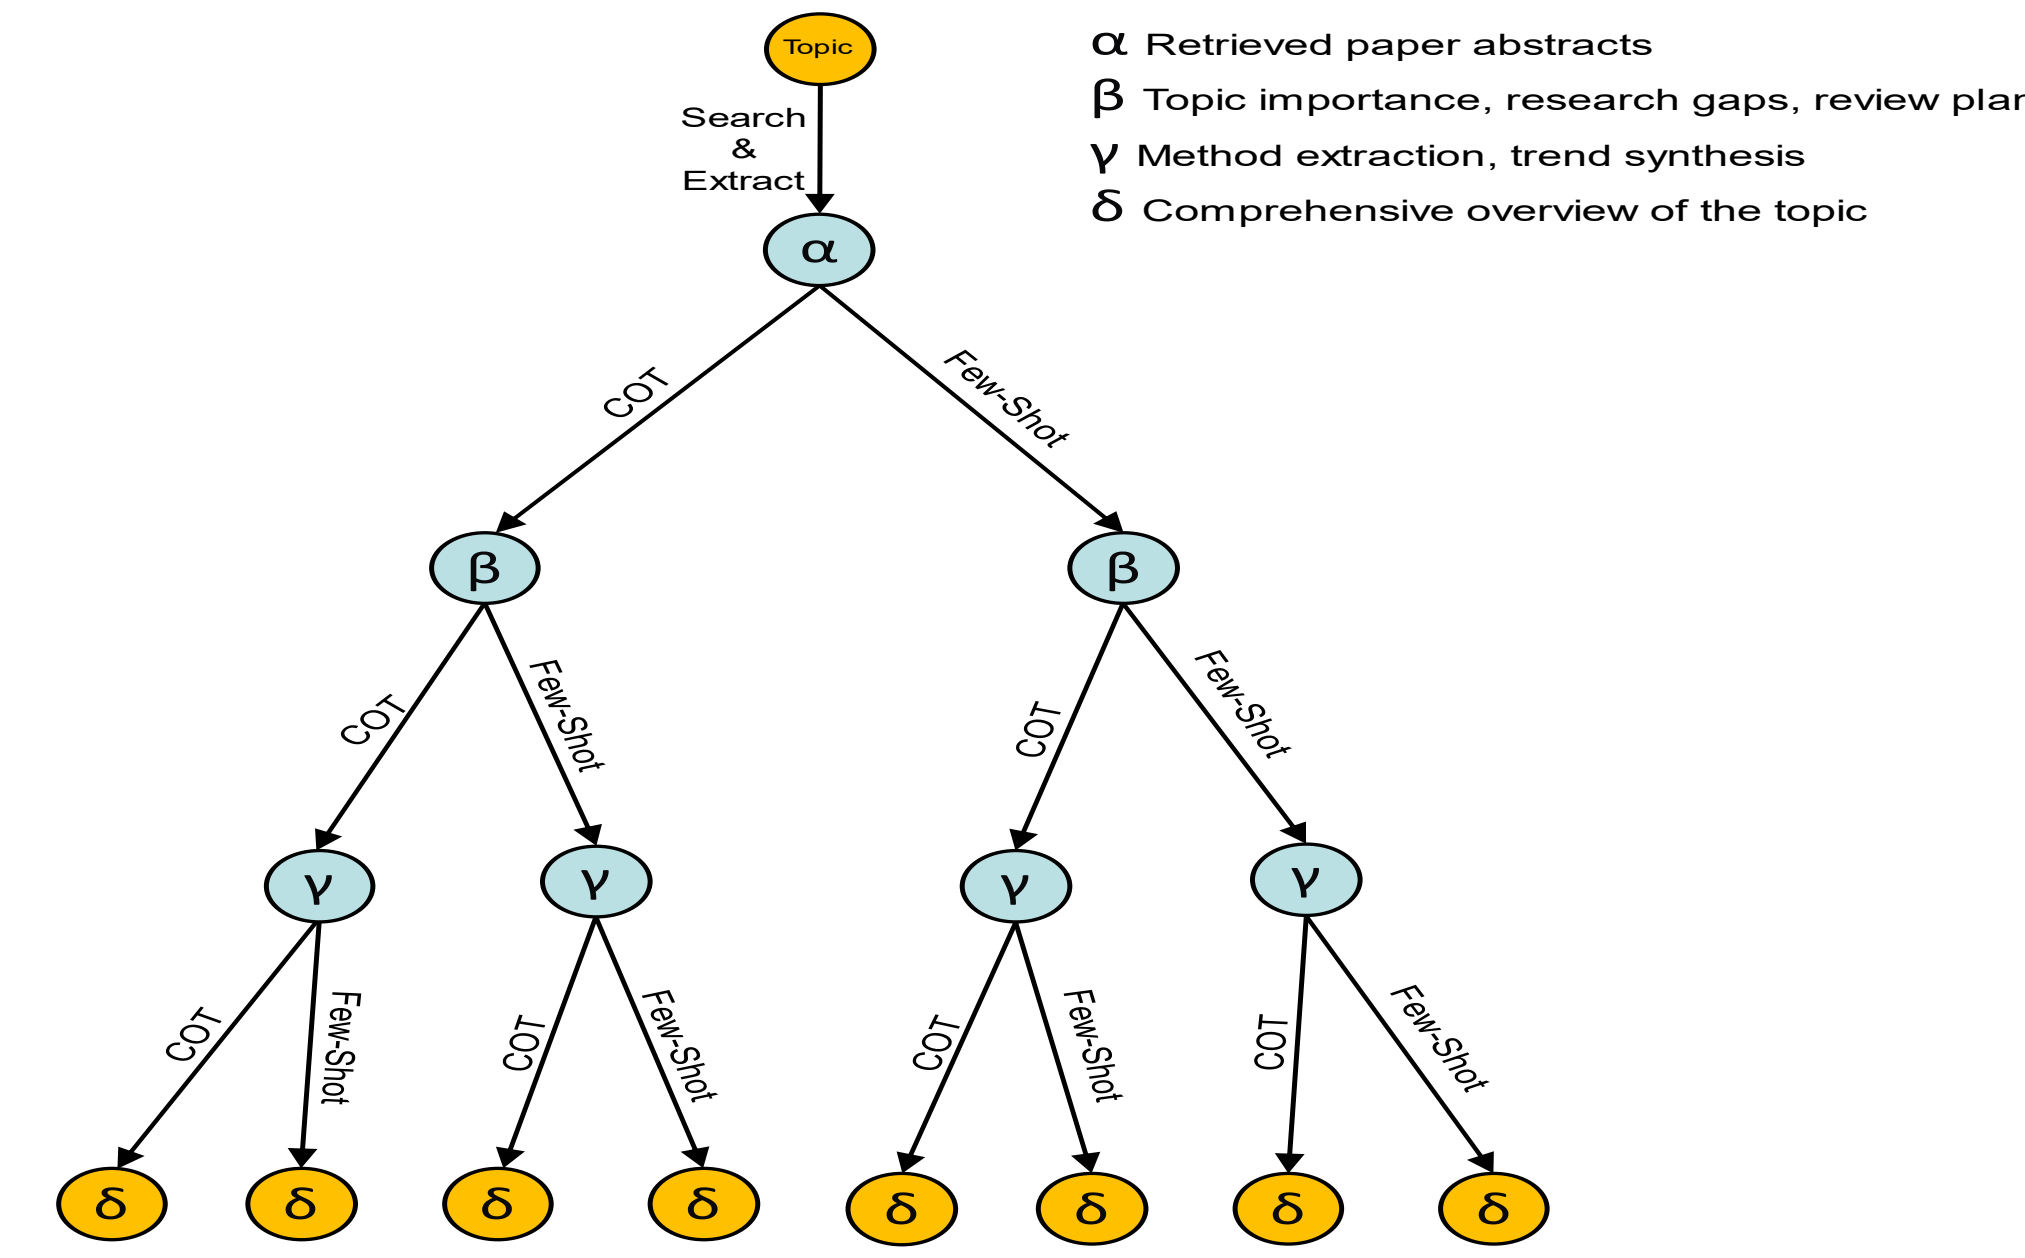 Topic
α Retrieved paper abstracts
β Topic importance, research gaps, review plan
γ Method extraction, trend synthesis
δ Comprehensive overview of the topic
Search
&
Extract
α
COT
Few-Shot
β
β
COT
Few-Shot
COT
Few-Shot
γ
γ
γ
γ
COT
Few-Shot
COT
Few-Shot
COT
Few-Shot
COT
Few-Shot
δ
δ
δ
δ
δ
δ
δ
δ